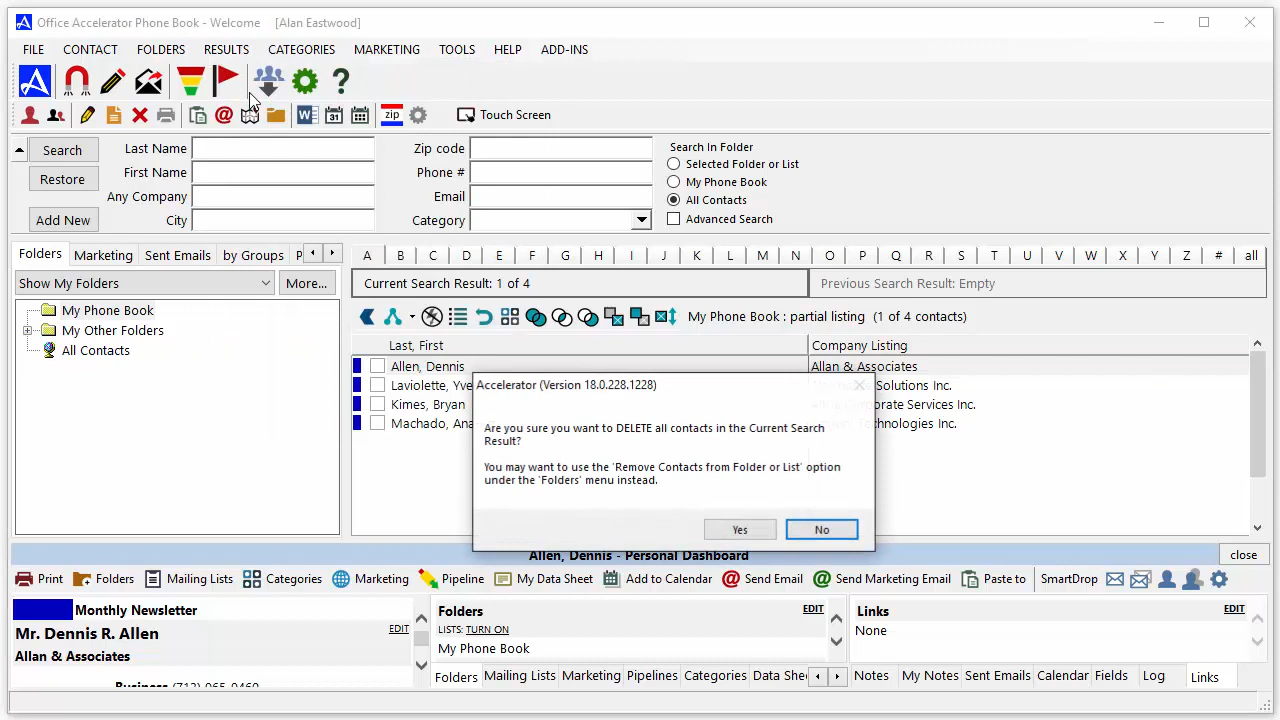 Office Accelerator Phone Book - Welcome [Alan Eastwood]
FILE CONTACT FOLDERS RESULTS CATEGORIES MARKETING TOOLS HELP ADD-INS
31 zip Touch Screen
Search Last Name Zip code Search In Folder
Selected Folder or List
Restore First Name Phone # My Phone Book
Any Company Email All Contacts
Add New City Category Advanced Search
Folders Marketing Sent Emails by Groups P
A B C D E F G H I J K L M N O P Q R S T U V W X Y Z # all
Show My Folders More... Current Search Result: 1 of 4 Previous Search Result: Empty
My Phone Book
My Other Folders
All Contacts
My Phone Book : partial listing (1 of 4 contacts)
Last, First Company Listing
Allen, Dennis Allan & Associates
Laviolette, Yve Solutions Inc.
Kimes, Bryan Services Inc.
Machado, Ana Technologies Inc.
Accelerator (Version 18.0.228.1228)
Are you sure you want to DELETE all contacts in the Current Search
Result?
You may want to use the 'Remove Contacts from Folder or List' option
under the 'Folders' menu instead.
Yes No
Allen, Dennis - Personal Dashboard close
Print Folders Mailing Lists Categories Marketing Pipeline My Data Sheet Add to Calendar Send Email Send Marketing Email Paste to SmartDrop
Monthly Newsletter
Mr. Dennis R. Allen EDIT
Allan & Associates
Business
Folders EDIT
LISTS: TURN ON
My Phone Book
Folders Mailing Lists Marketing Pipelines Categories Data She
Links EDIT
None
Notes My Notes Sent Emails Calendar Fields Log Links